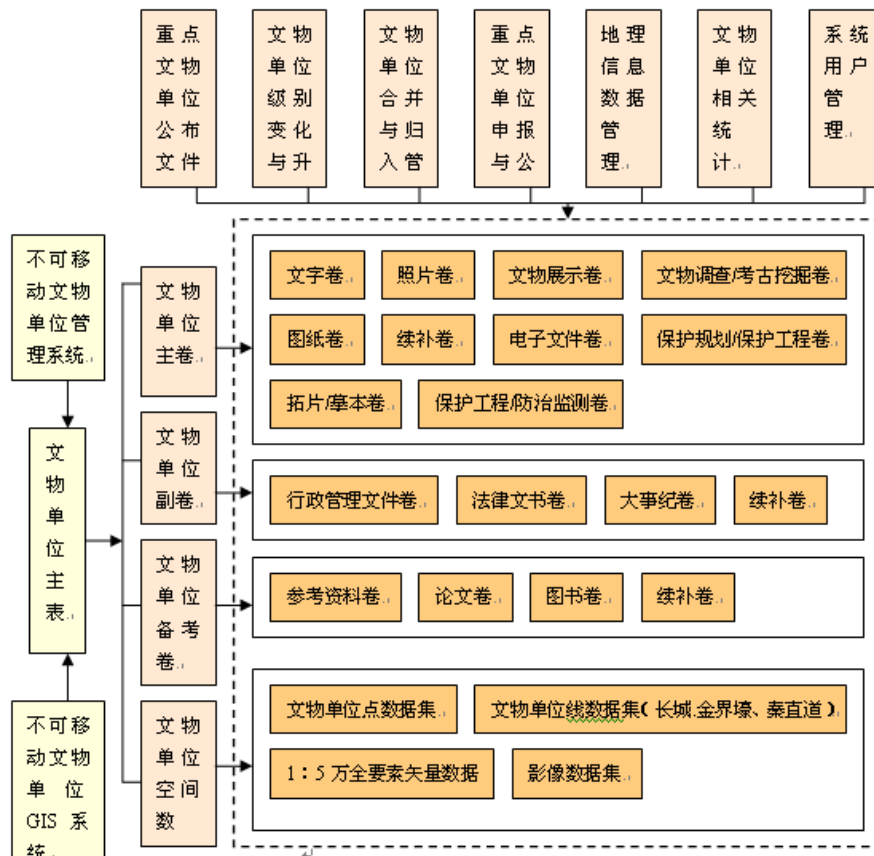 重点
文物
单位
公布
文件
文物
单位
级别
变化
与升
文物
单位
合并
与归
入管
重点
文物
单位
申报
与公
地理
信息
数据
管
理
文物
单位
相关
统
计
系统
用户
管
理
不可移
动文物
单位管
理系统
文
物
单
位
主
表
不可移
动文物
单位
GIS 系
统
文物
单位
主卷
文物
单位
副卷
文物
单位
备考
卷
文物
单位
空间
数
文字卷 照片卷 文物展示卷 文物调查/考古挖掘卷
图纸卷 续补卷 电子文件卷 保护规划/保护工程卷
拓片/摹本卷 保护工程/防治监测卷
行政管理文件卷 法律文书卷 大事纪卷 续补卷
参考资料卷 论文卷 图书卷 续补卷
文物单位点数据集 文物单位线数据集(长城.金界壕、秦直道)
1:5万全要素矢量数据 影像数据集